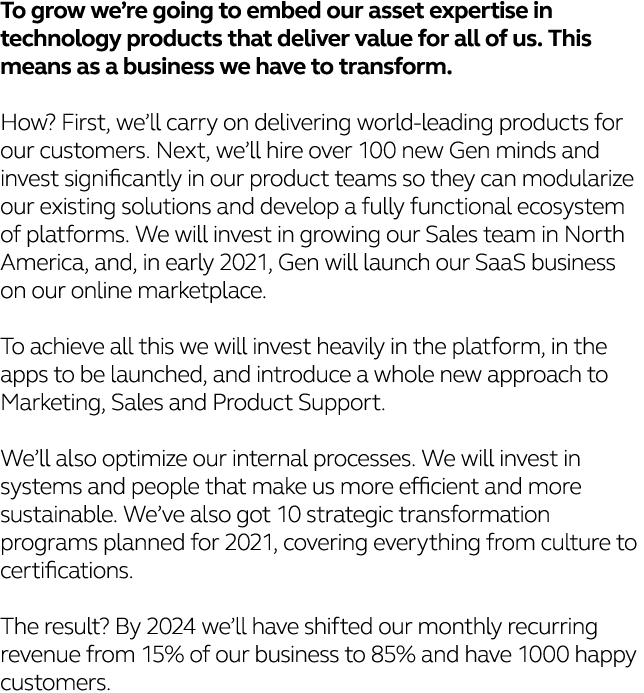 To grow we’re going to embed our asset expertise in
technology products that deliver value for all of us. This
means as a business we have to transform.
How? First, we’ll carry on delivering world-leading products for
our customers. Next, we’ll hire over 100 new Gen minds and
invest significantly in our product teams so they can modularize
our existing solutions and develop a fully functional ecosystem
of platforms. We will invest in growing our Sales team in North
America, and, in early 2021, Gen will launch our SaaS business
on our online marketplace.
To achieve all this we will invest heavily in the platform, in the
apps to be launched, and introduce a whole new approach to
Marketing, Sales and Product Support.
We’ll also optimize our internal processes. We will invest in
systems and people that make us more efficient and more
sustainable. We’ve also got 10 strategic transformation
programs planned for 2021, covering everything from culture to
certifications.
The result? By 2024 we’ll have shifted our monthly recurring
revenue from 15% of our business to 85% and have 1000 happy
customers.